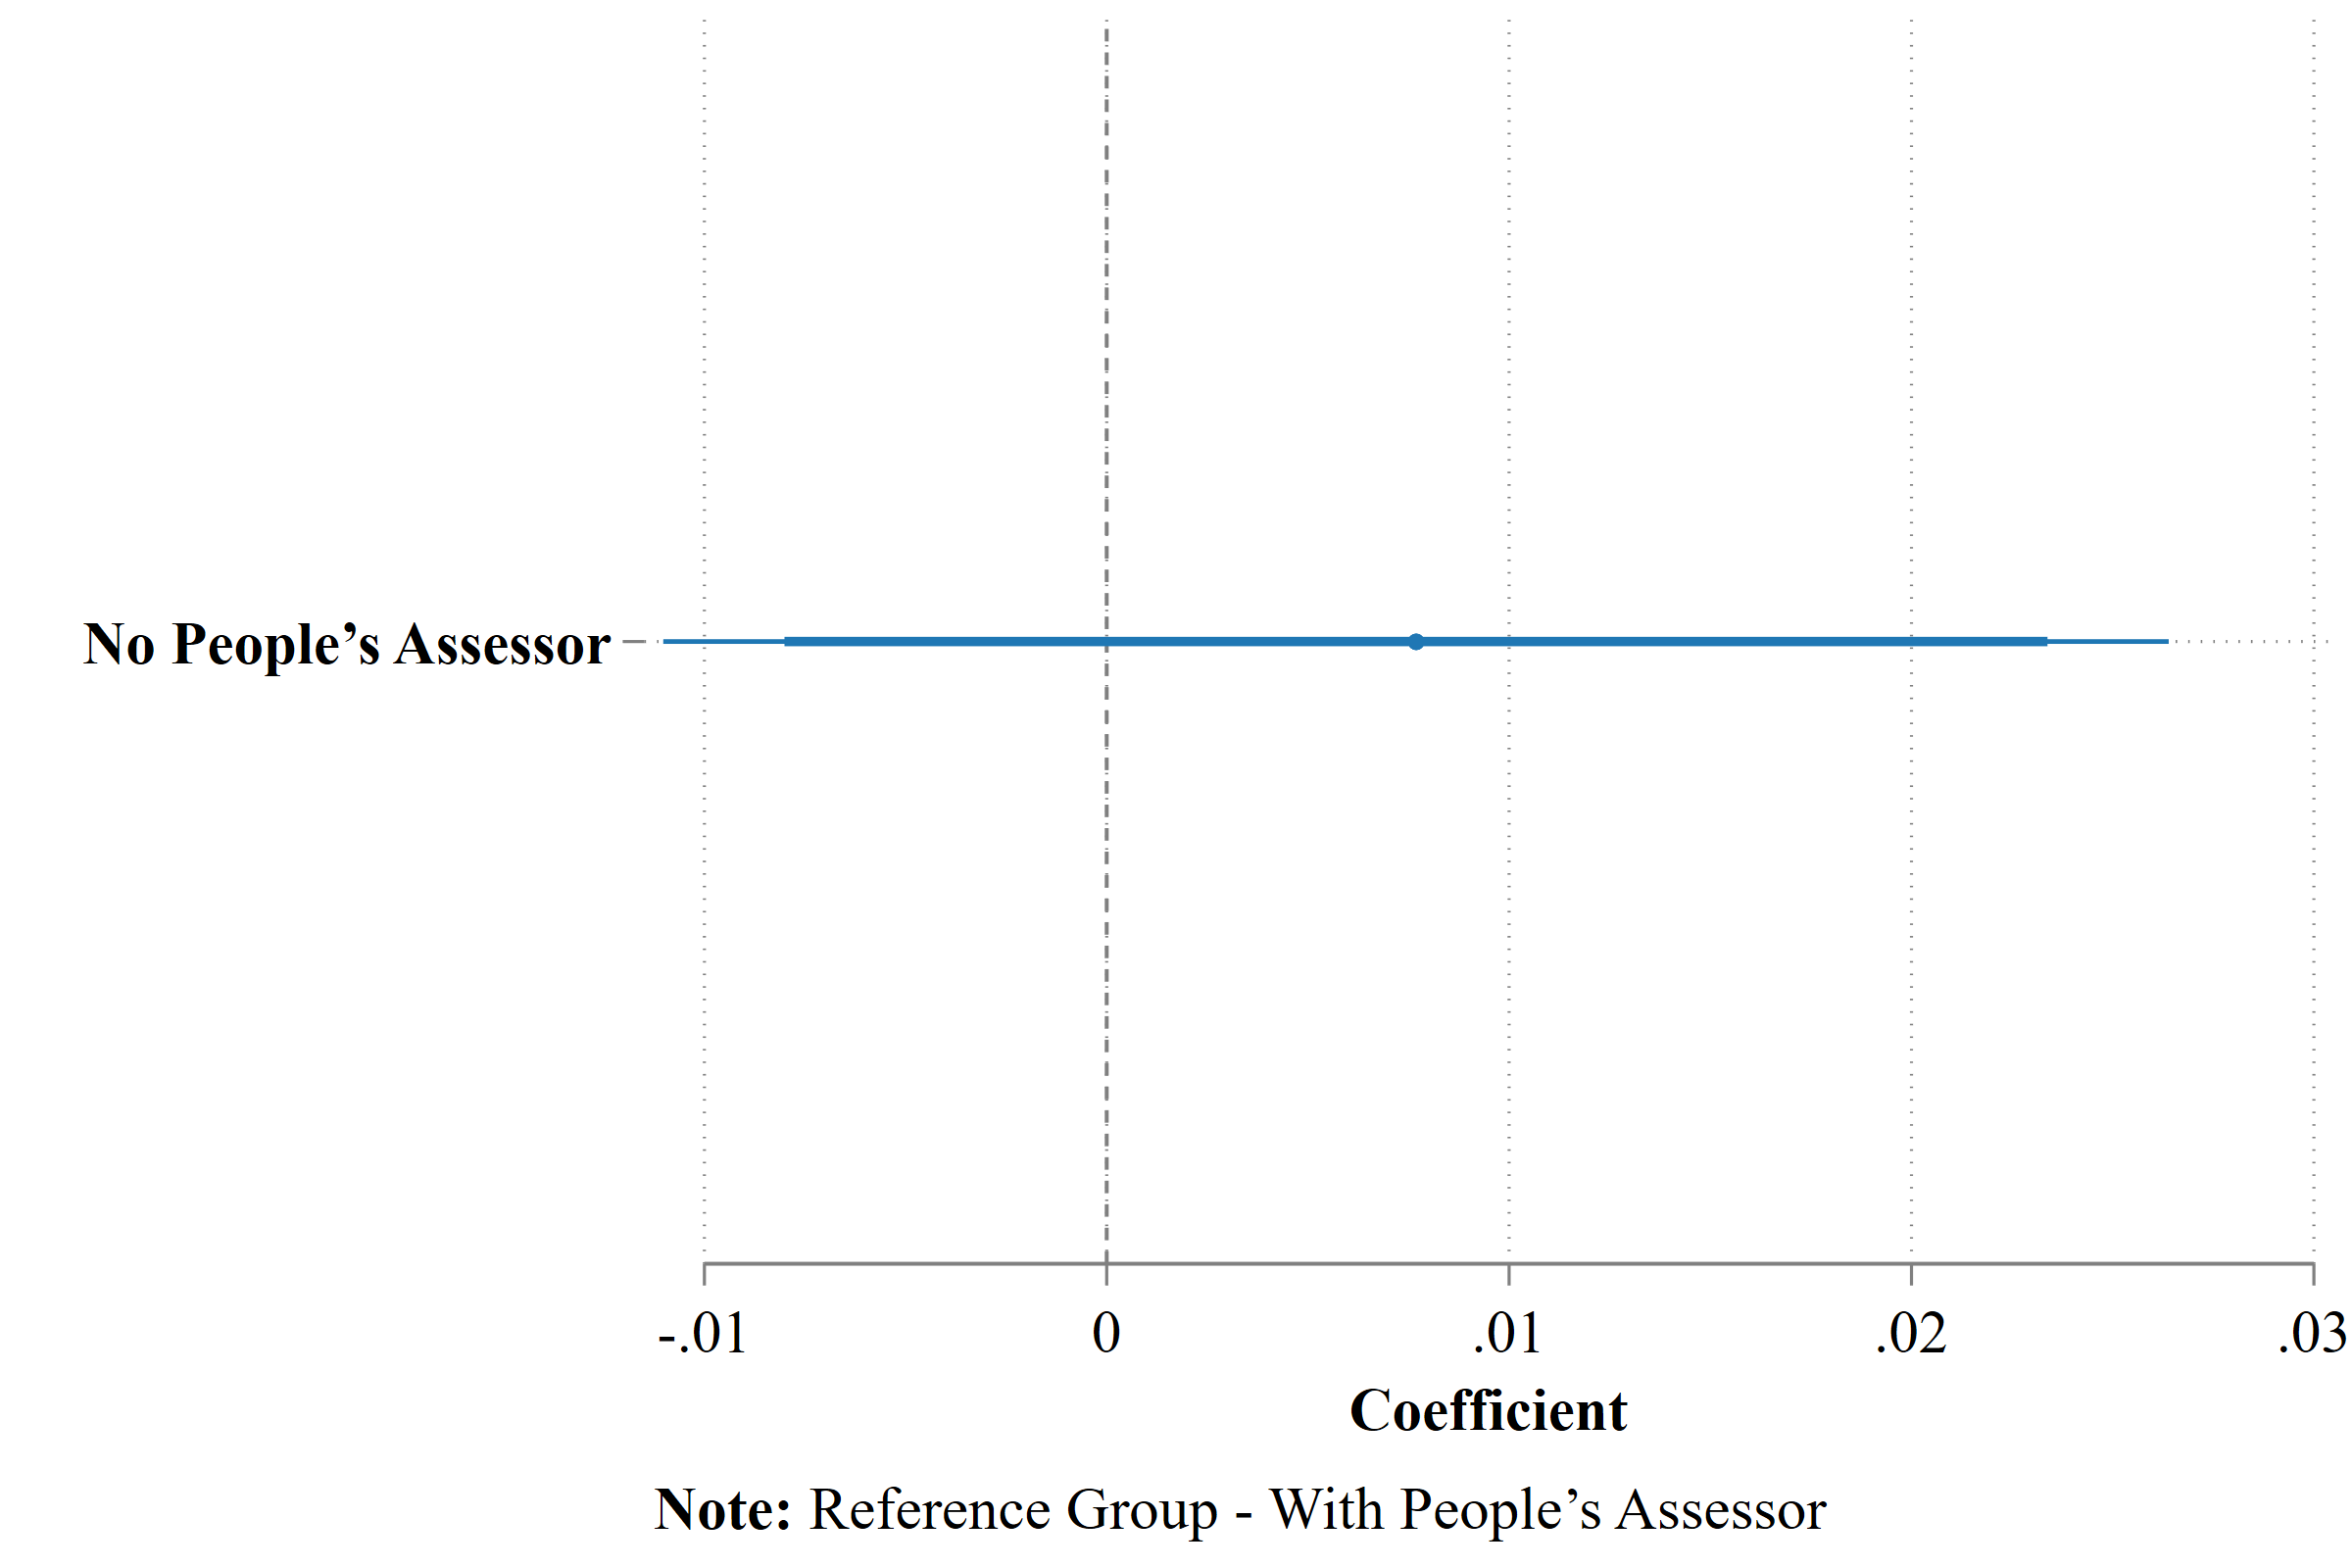 No People’s Assessor
-.01 0 .01 .02 .03
Coefficient
Note: Reference Group - With People’s Assessor